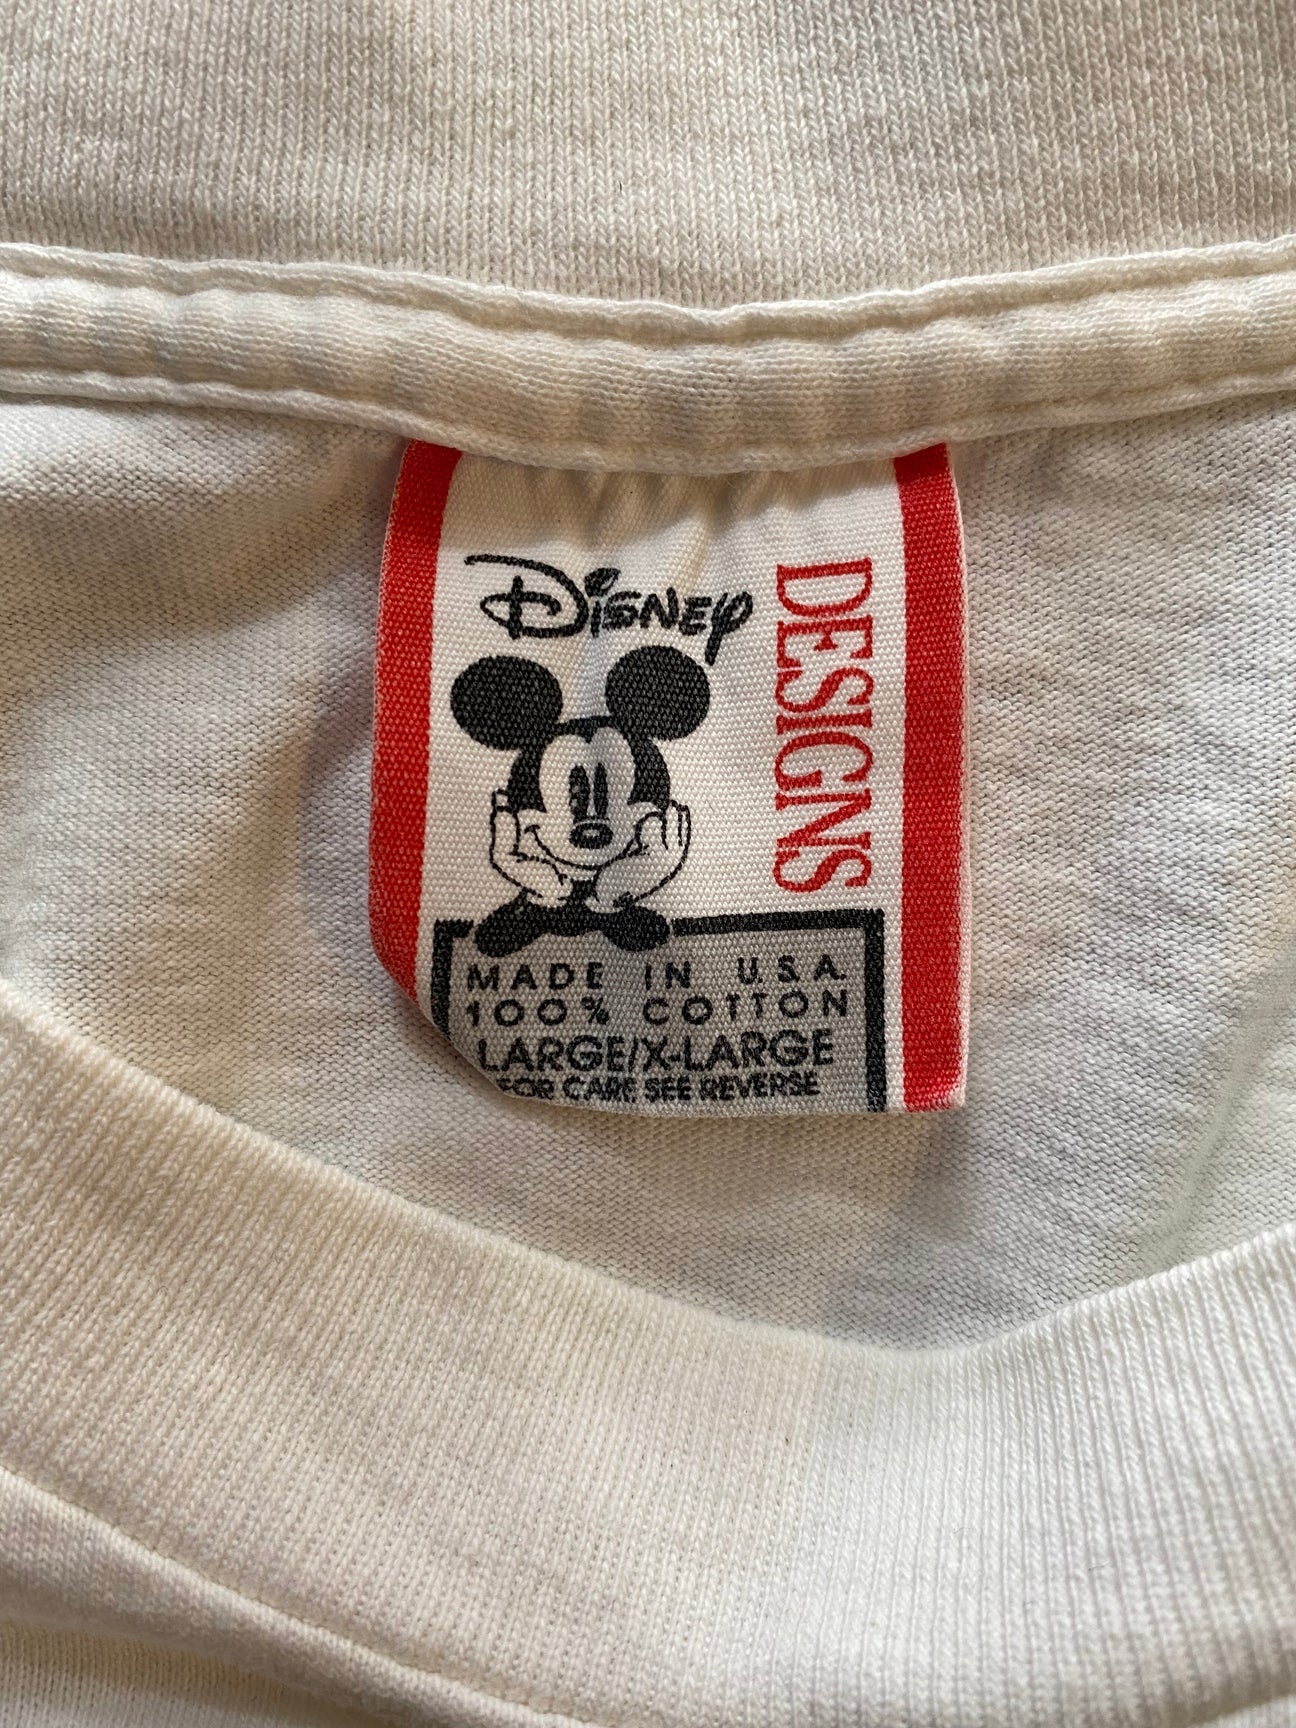 Disney
DESIGNS
MADE IN U.S.A.
100% COTTON
LARGE/X-LARGE
FOR CARE SEE REVERSE